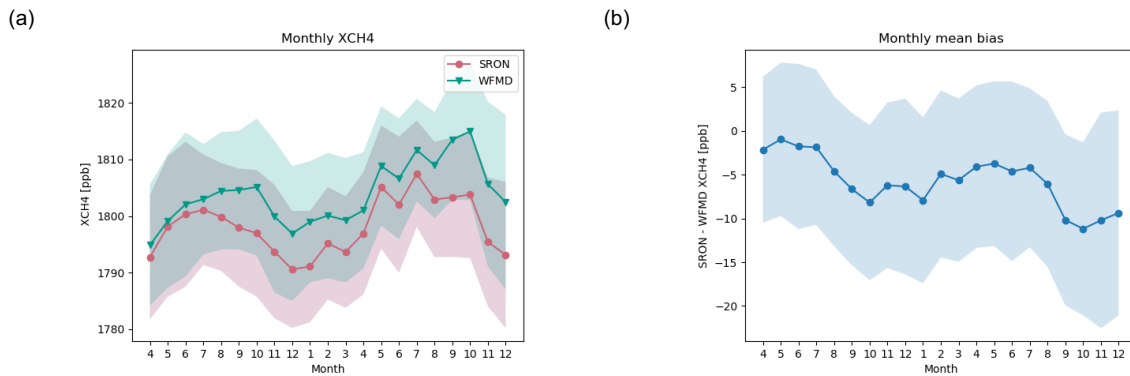 (a)
Monthly XCH4
SRON
WFMD
XCH4 [ppb]
1820
1810
1800
1790
1780
4 5 6 7 8 9 10 11 12 1 2 3 4 5 6 7 8 9 10 11 12
Month
(b)
Monthly mean bias
SRON - WFMD XCH4 [ppb]
5
0
−5
−10
−15
−20
4 5 6 7 8 9 10 11 12 1 2 3 4 5 6 7 8 9 10 11 12
Month